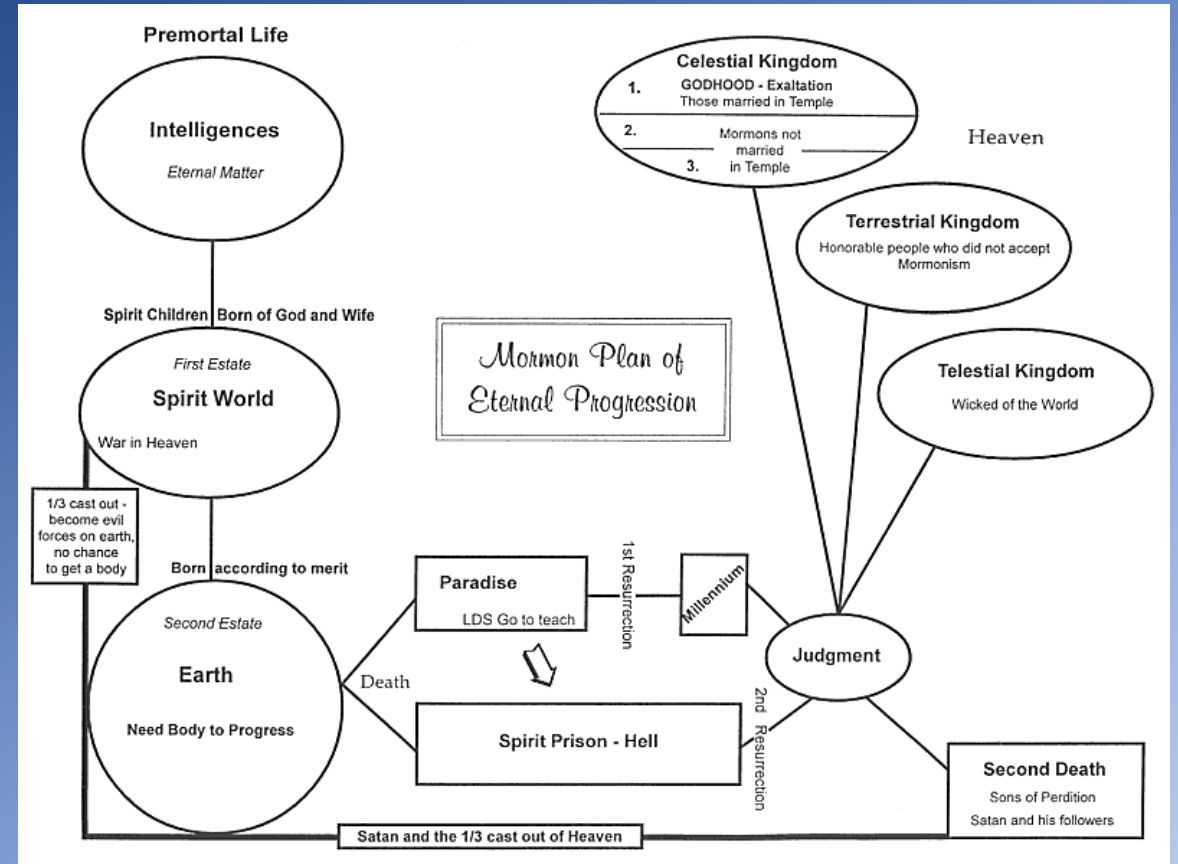 Premortal Life
Intelligences
Eternal Matter
Spirit Children Born of God and Wife
First Estate
Spirit World
War in Heaven
1/3 cast out -
become evil
forces on earth,
no chance
to get a body
Born according to merit
Second Estate
Earth
Need Body to Progress
Mormon Plan of
Eternal Progression
Death
Paradise
LDS Go to teach
1st Resurrection
Millennium
Spirit Prison - Hell
2nd Resurrection
Judgment
Celestial Kingdom
1. GODHOOD - Exaltation
Those married in Temple
2. Mormons not
married
3. in Temple
Heaven
Terrestrial Kingdom
Honorable people who did not accept
Mormonism
Telestial Kingdom
Wicked of the World
Second Death
Sons of Perdition
Satan and his followers
Satan and the 1/3 cast out of Heaven